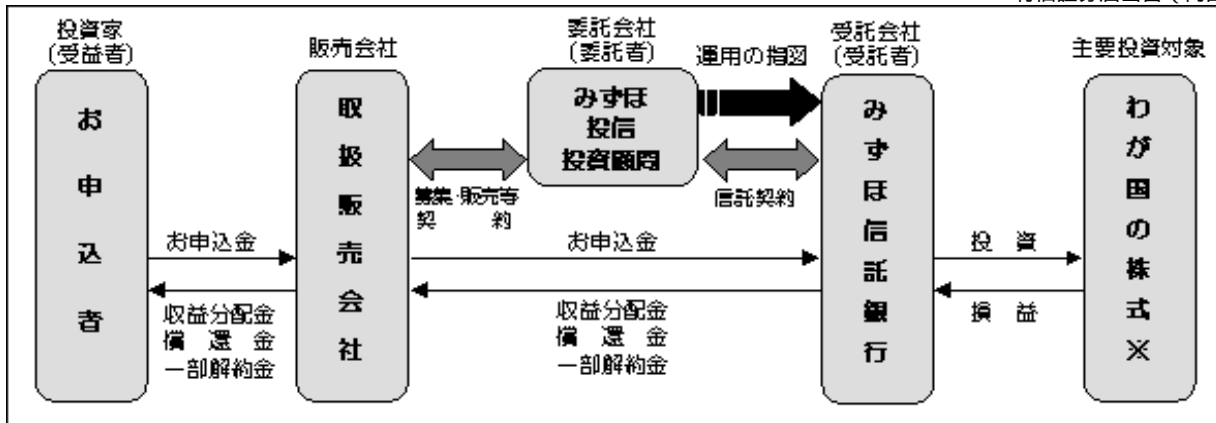 投資家
(受益者)
お申込者
販売会社
取扱販売会社
委託会社
(委託者)
みずほ
投信
投資顧問
運用の指図
受託会社
(受託者)
みずほ信託銀行
主要投資対象
わが国の株式※
募集・販売等
契約
信託契約
お申込金
お申込金
投資
収益分配金
償還金
一部解約金
収益分配金
償還金
一部解約金
損益